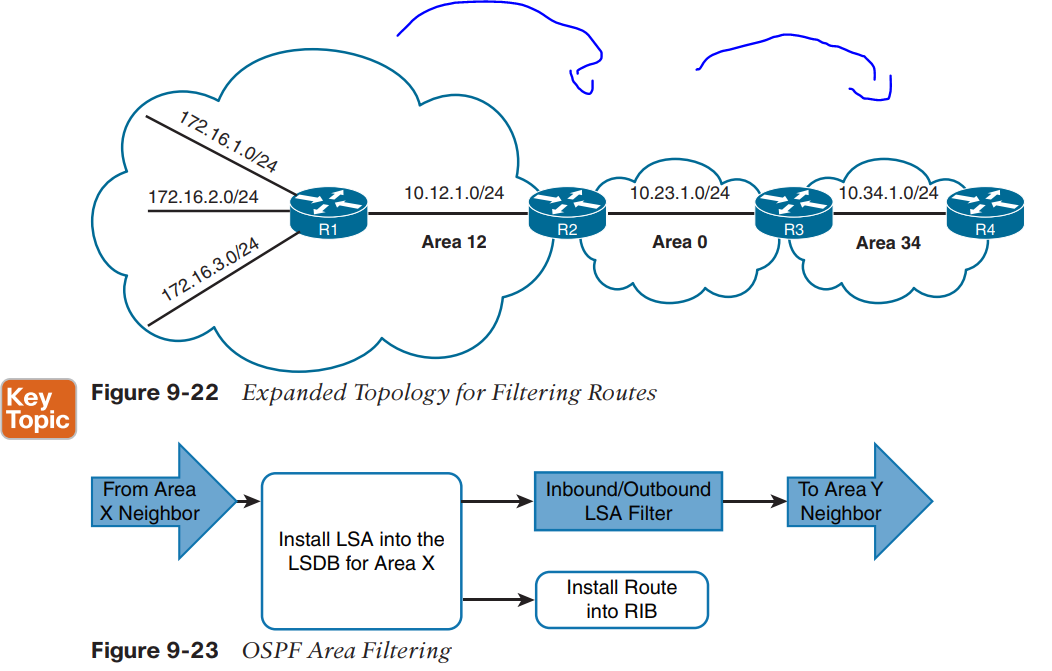 172.16.1.0/24
172.16.2.0/24
172.16.3.0/24
R1
10.12.1.0/24
Area 12
R2
10.23.1.0/24
Area 0
R3
10.34.1.0/24
Area 34
R4
Key
Topic
Figure 9-22 Expanded Topology for Filtering Routes
From Area
X Neighbor
Install LSA into the
LSDB for Area X
Inbound/Outbound
LSA Filter
To Area Y
Neighbor
Install Route
into RIB
Figure 9-23 OSPF Area Filtering